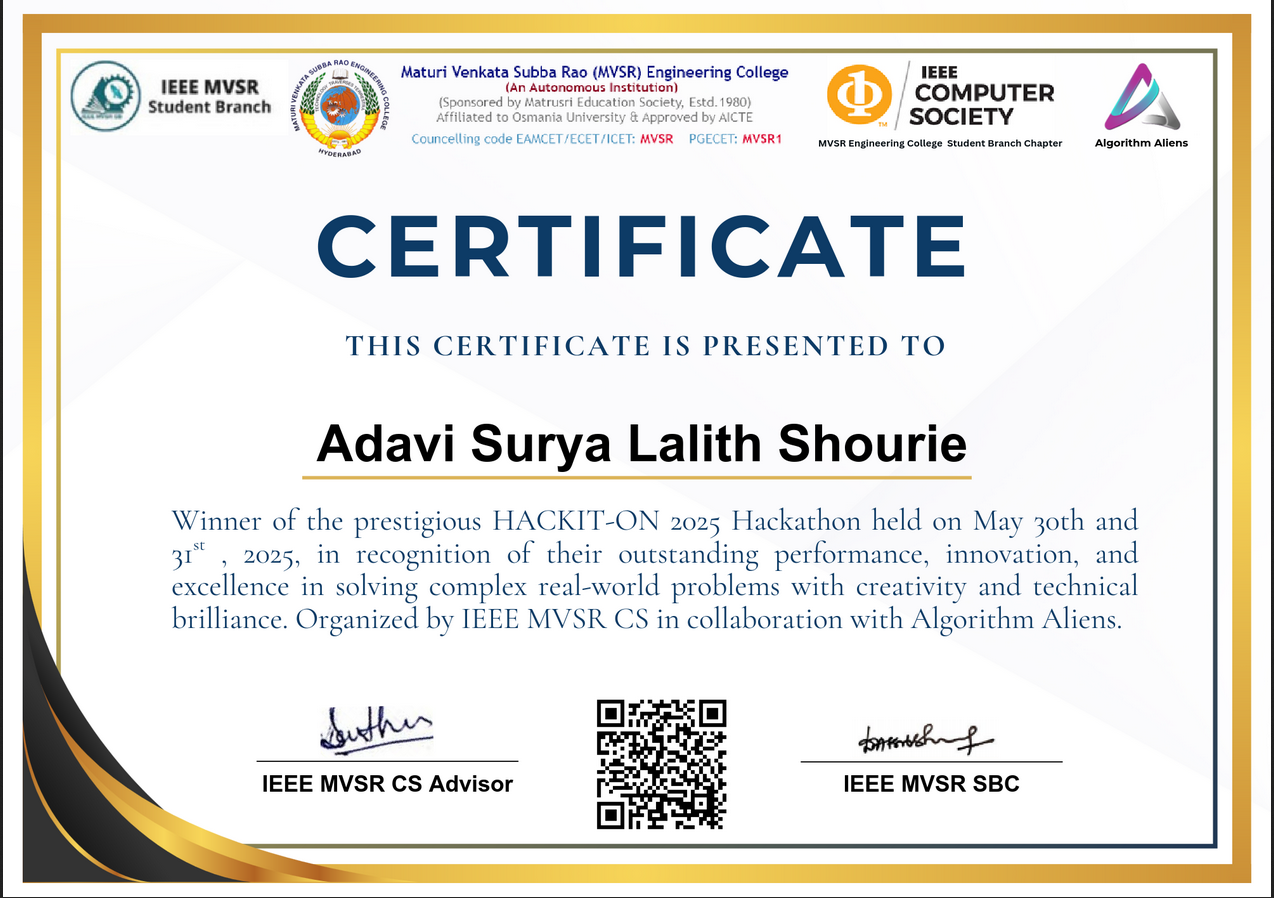 IEEE MVSR
Student Branch
MATURI VENKATA SUBBA RAO ENGINEERING COLLEGE
HYDERABAD
Maturi Venkata Subba Rao (MVSR) Engineering College
(An Autonomous Institution)
(Sponsored by Matrusri Education Society, Estd.1980)
Affiliated to Osmania University & Approved by AICTE
Councelling code EAMCET/ECET/ICET: MVSR PGECET: MVSR1
TM
IEEE
COMPUTER
SOCIETY
MVSR Engineering College Student Branch Chapter
Algorithm Aliens
CERTIFICATE
THIS CERTIFICATE IS PRESENTED TO
Adavi Surya Lalith Shourie
Winner of the prestigious HACKIT-ON 2025 Hackathon held on May 30th and
31st , 2025, in recognition of their outstanding performance, innovation, and
excellence in solving complex real-world problems with creativity and technical
brilliance. Organized by IEEE MVSR CS in collaboration with Algorithm Aliens.
IEEE MVSR CS Advisor
IEEE MVSR SBC